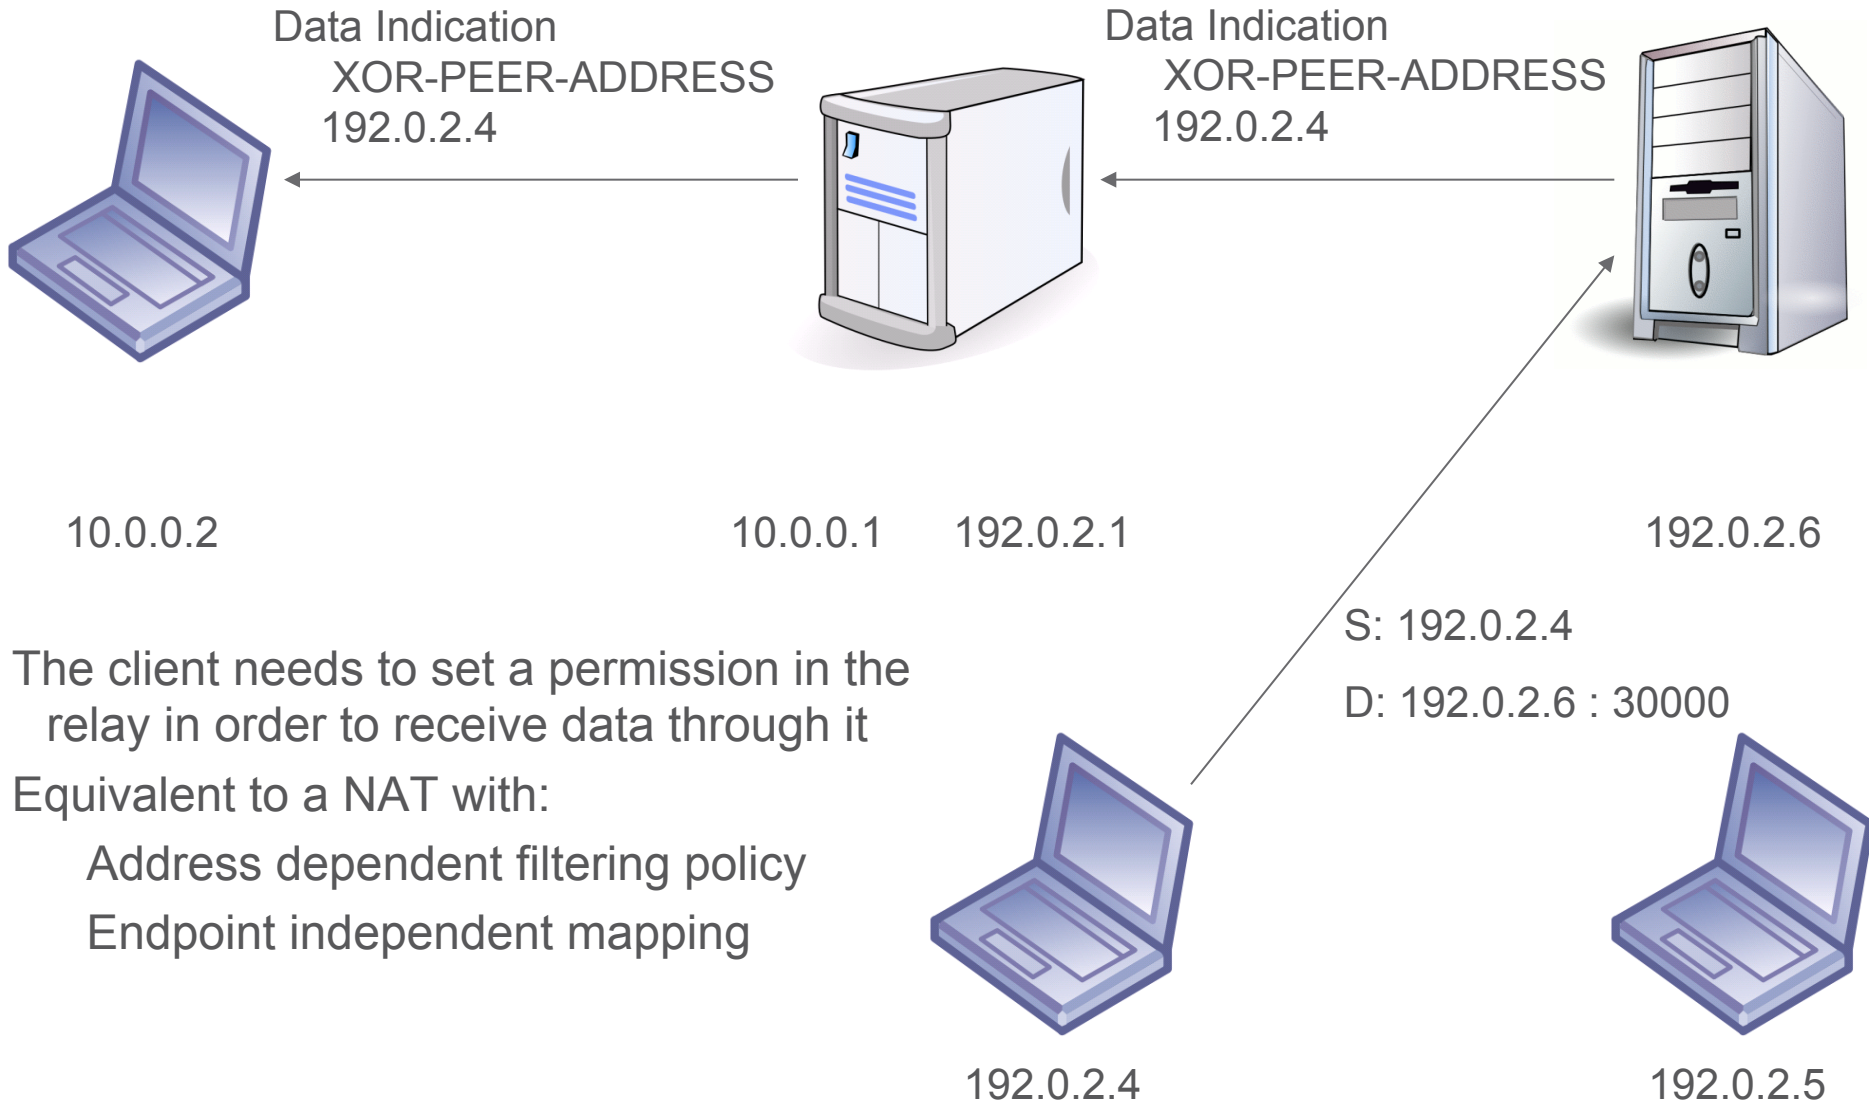 Data Indication
XOR-PEER-ADDRESS
192.0.2.4
Data Indication
XOR-PEER-ADDRESS
192.0.2.4
10.0.0.2
10.0.0.1
192.0.2.1
192.0.2.6
S: 192.0.2.4
D: 192.0.2.6 : 30000
The client needs to set a permission in the
relay in order to receive data through it
Equivalent to a NAT with:
Address dependent filtering policy
Endpoint independent mapping
192.0.2.4
192.0.2.5